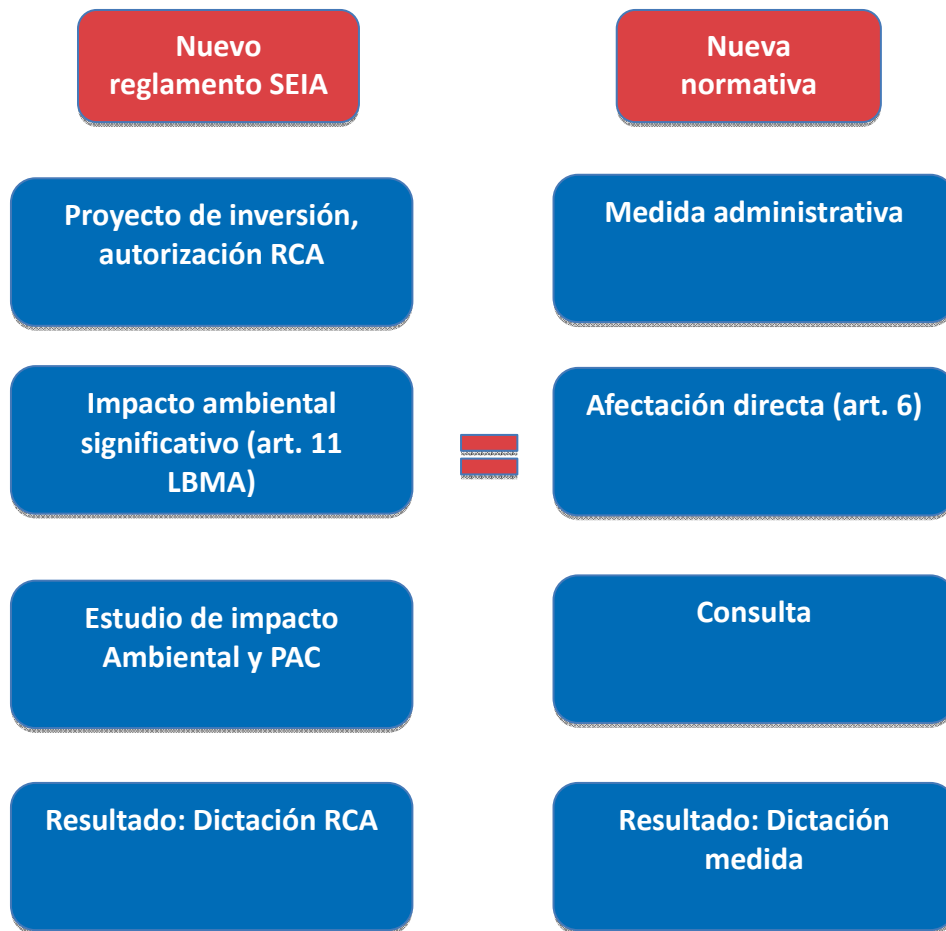 Nuevo
reglamento SEIA
Nueva
normativa
Proyecto de inversión,
autorización RCA
Medida administrativa
Impacto ambiental
significativo (art. 11
LBMA)
Afectación directa (art. 6)
Estudio de impacto
Ambiental y PAC
Consulta
Resultado: Dictación RCA
Resultado: Dictación
medida